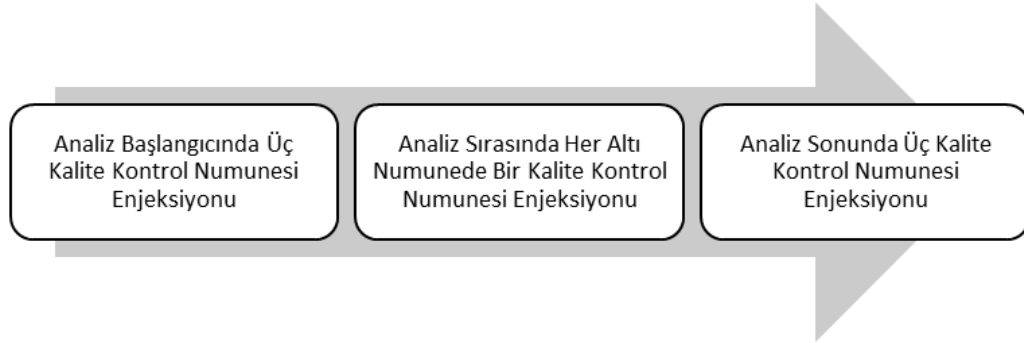 Analiz Başlangıcında Üç
Kalite Kontrol Numunesi
Enjeksiyonu
Analiz Sırasında Her Altı
Numunede Bir Kalite Kontrol
Numunesi Enjeksiyonu
Analiz Sonunda Üç Kalite
Kontrol Numunesi
Enjeksiyonu